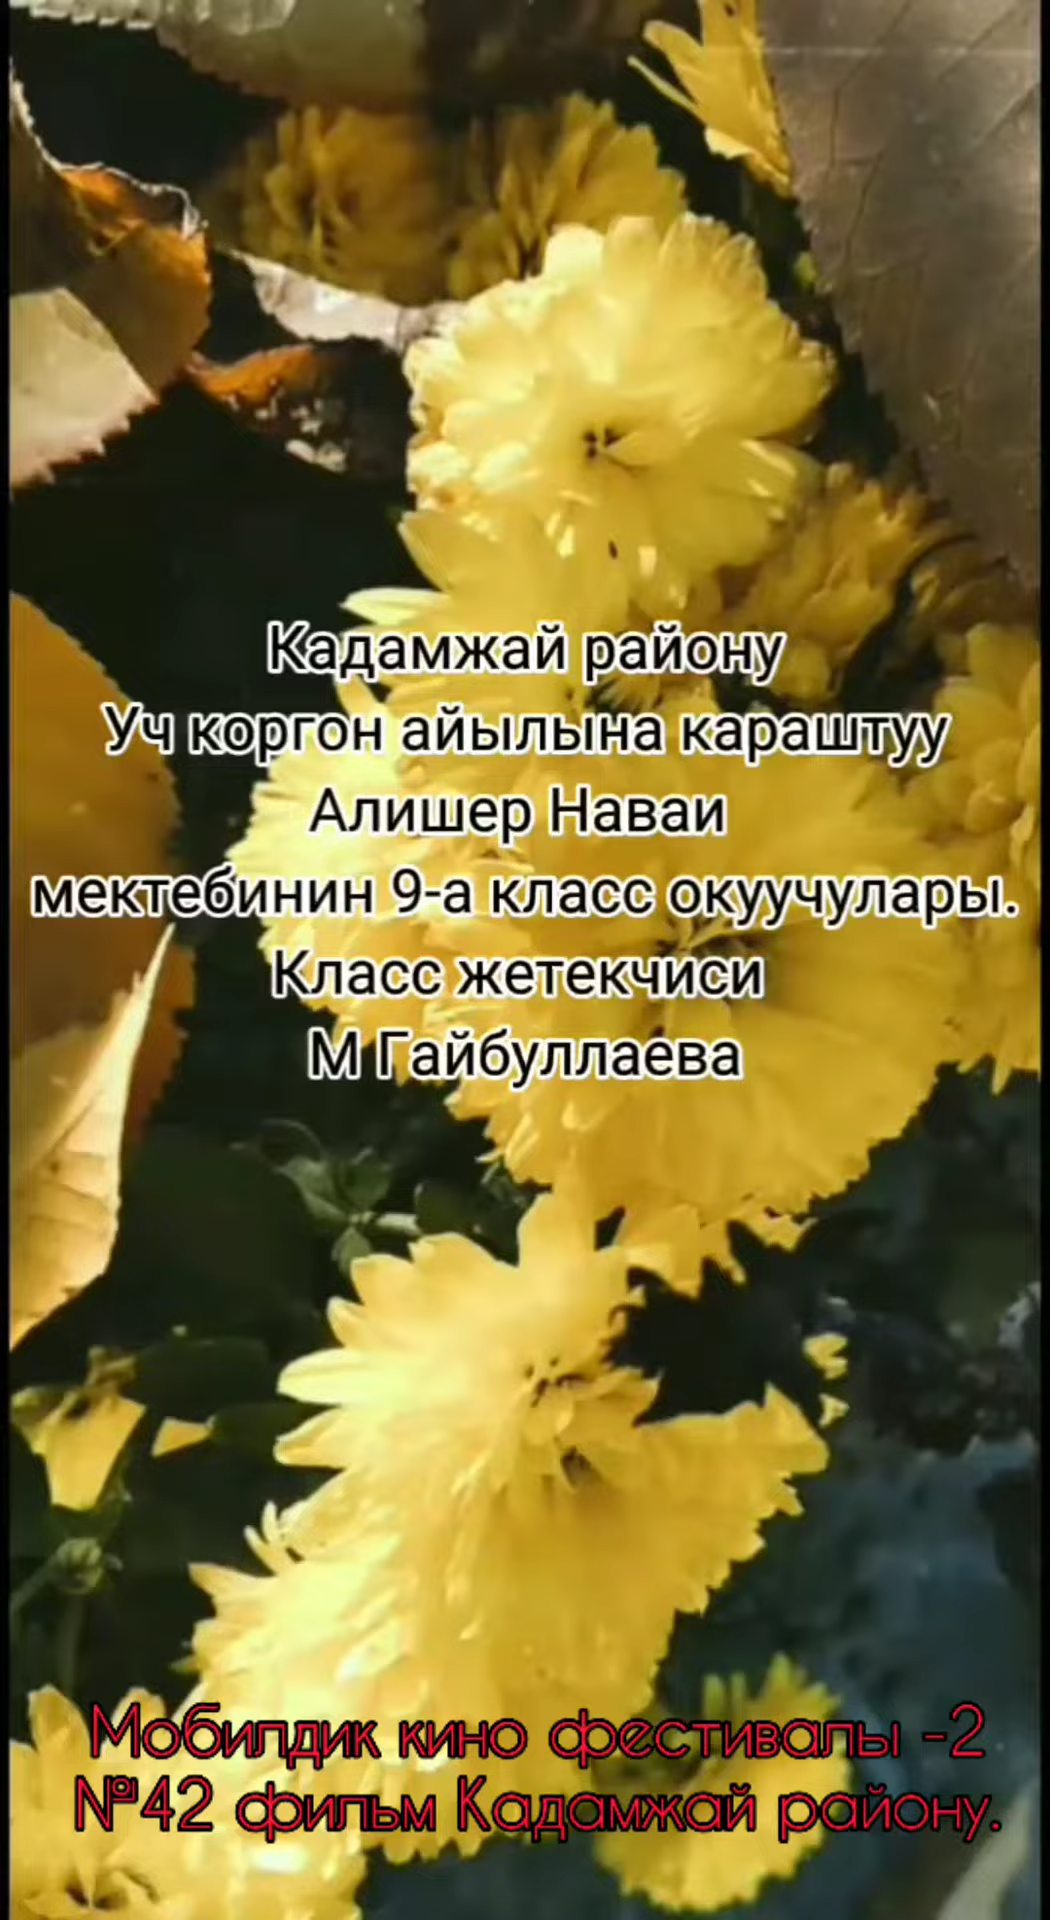 Кадамжай району
Уч коргон айылына караштуу
Алишер Наваи
мектебинин 9-а класс окуучулары.
Класс жетекчиси
М Гайбуллаева
Мобилдик кино фестивалы -2
№42 фильм Кадамжай району.